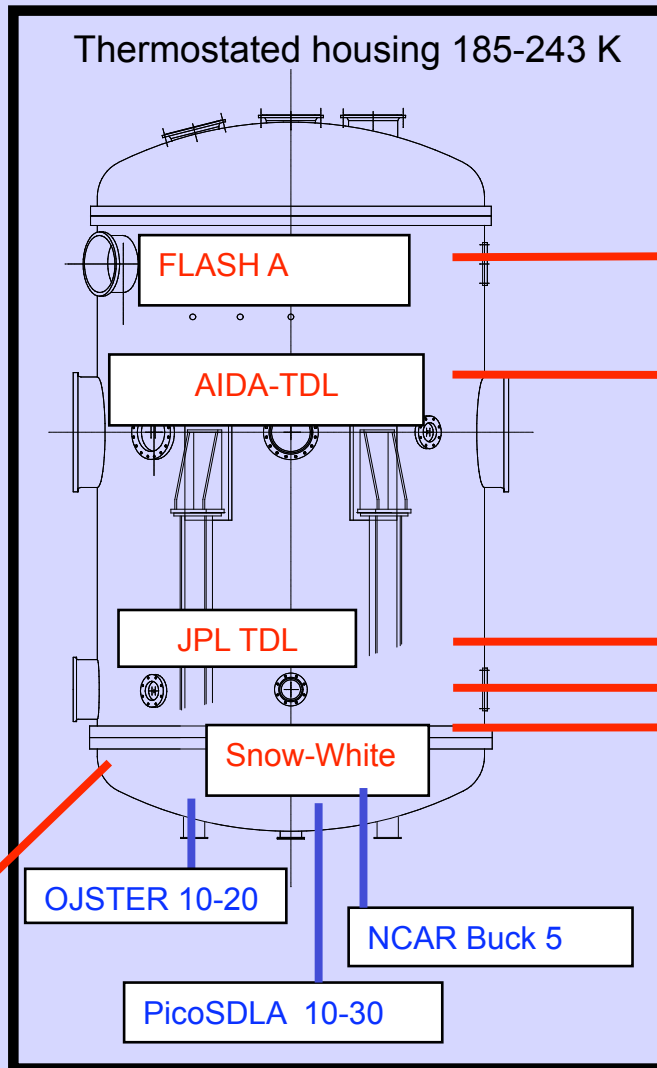 Thermostated housing 185-243 K
FLASH A
AIDA-TDL
JPL TDL
Snow-White
OJSTER 10-20
NCAR Buck 5
PicoSDLA 10-30